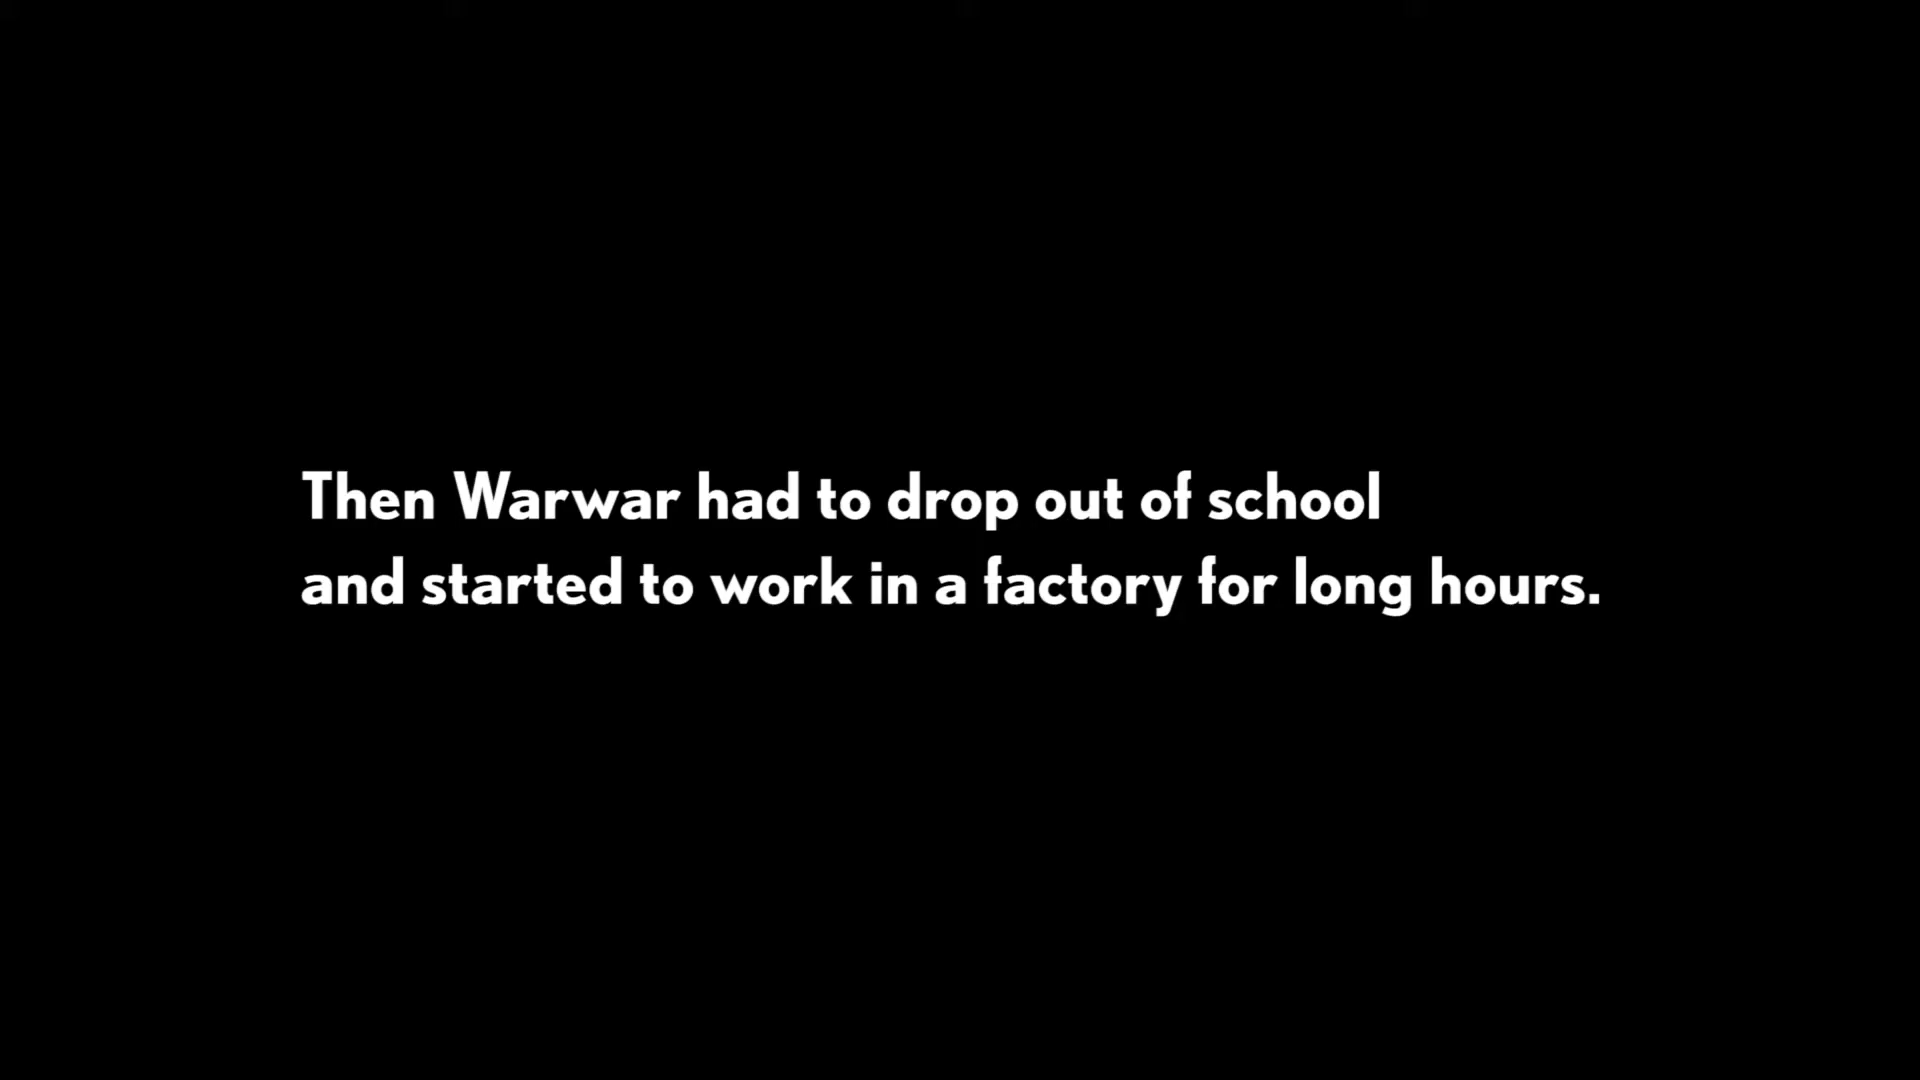 Then Warwar had to drop out of school
and started to work in a factory for long hours.